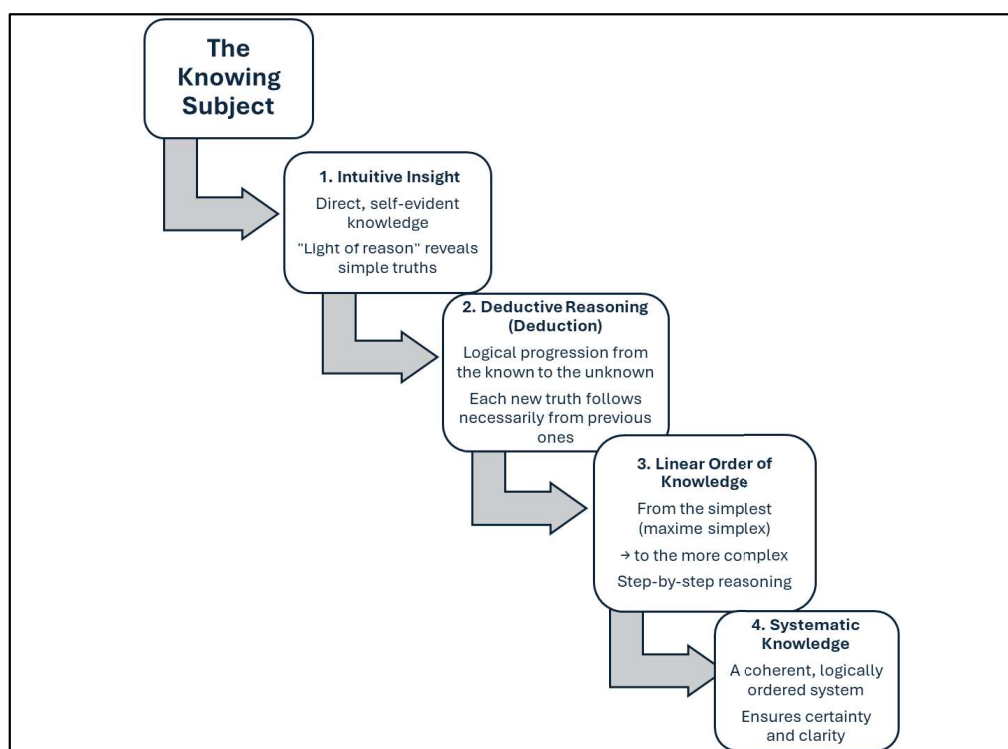 The
Knowing
Subject
1. Intuitive Insight
Direct, self-evident
knowledge
"Light of reason" reveals
simple truths
2. Deductive Reasoning
(Deduction)
Logical progression from
the known to the unknown
Each new truth follows
necessarily from previous
ones
3. Linear Order of
Knowledge
From the simplest
(maxime simplex)
→ to the more complex
Step-by-step reasoning
4. Systematic
Knowledge
A coherent, logically
ordered system
Ensures certainty
and clarity